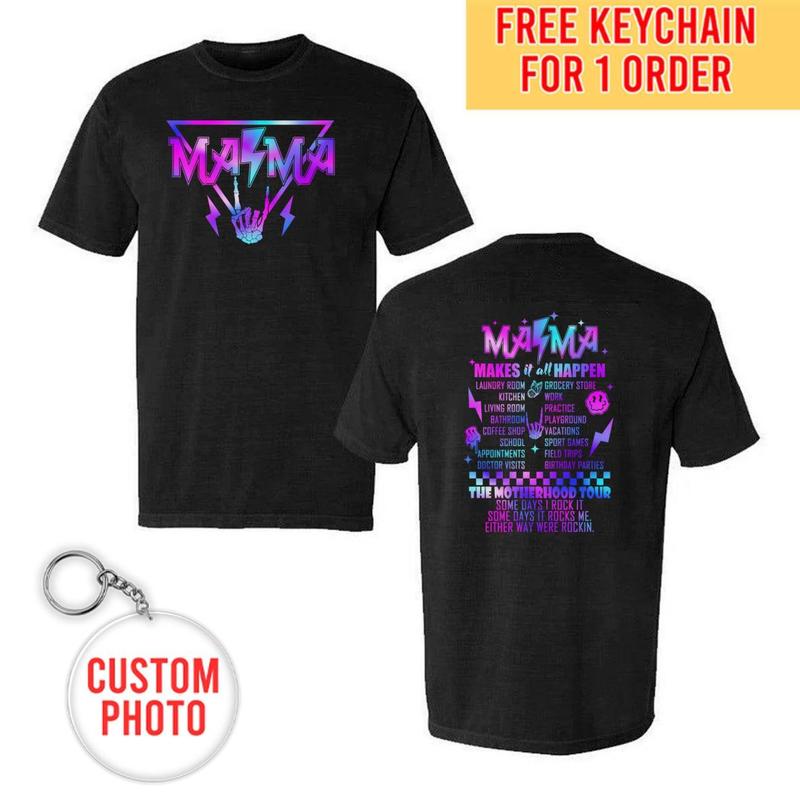 FREE KEYCHAIN
FOR 1 ORDER
MAMA
MAMA
MAKES it all HAPPEN
LAUNDRY ROOM GROCERY STORE
KITCHEN WORK
LIVING ROOM PRACTICE
BATHROOM PLAYGROUND
COFFEE SHOP VACATIONS
SCHOOL SPORT GAMES
APPOINTMENTS FIELD TRIPS
DOCTOR VISITS BIRTHDAY PARTIES
THE MOTHERHOOD TOUR
SOME DAYS I ROCK IT
SOME DAYS IT ROCKS ME.
EITHER WAY WERE ROCKIN.
CUSTOM
PHOTO